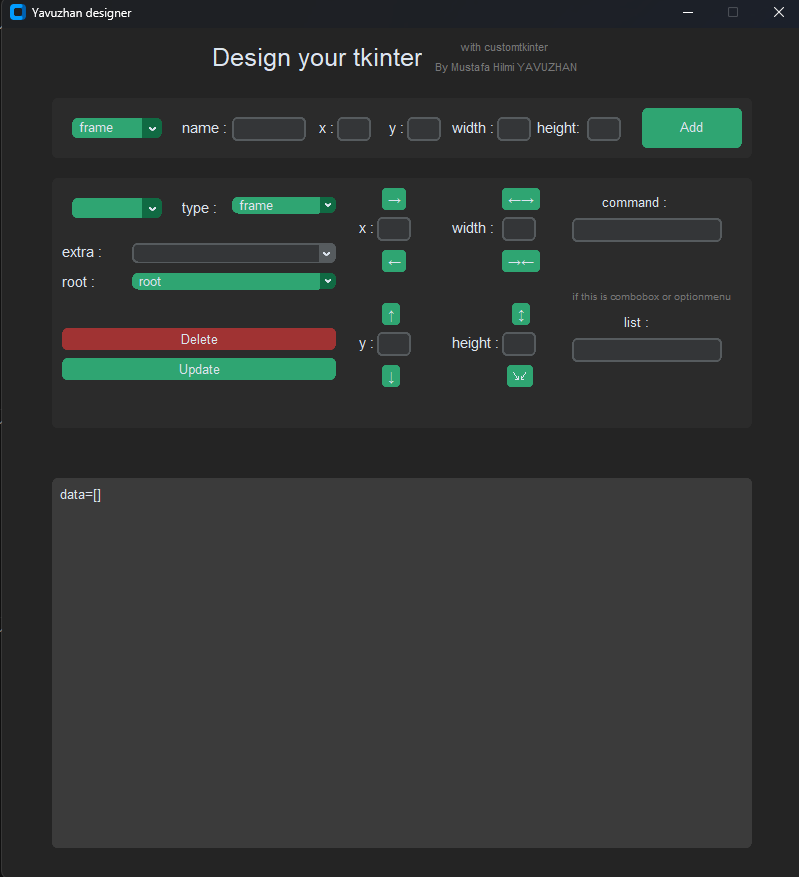 Yavuzhan designer
Design your tkinter
with customtkinter
By Mustafa Hilmi YAVUZHAN
frame name : x : y : width : height: Add
type : frame
extra :
root : root
Delete
Update
→
x :
←
↑
y :
↓
←→
width :
→←
↕
height :
command :
if this is combobox or optionmenu
list :
data=[]